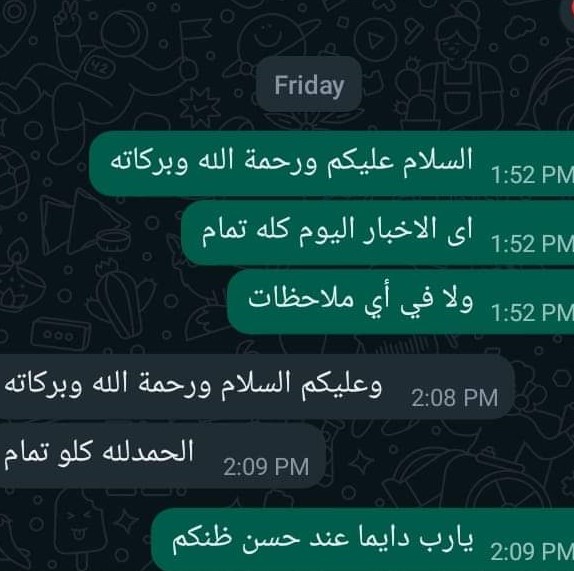 Friday
السلام عليكم ورحمة الله وبركاته
1:52 PM
اى الاخبار اليوم كله تمام
1:52 PM
ولا في أي ملاحظات
1:52 PM
وعليكم السلام ورحمة الله وبركاته
2:08 PM
الحمدلله كلو تمام
2:09 PM
يارب دايما عند حسن ظنكم
2:09 PM